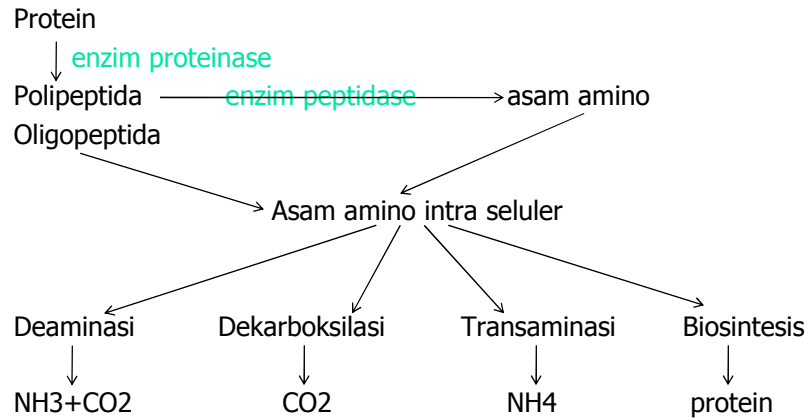 Protein
enzim proteinase
Polipeptida enzim peptidase asam amino
Oligopeptida
Asam amino intra seluler
Deaminasi Dekarboksilasi Transaminasi Biosintesis
NH3+CO2 CO2 NH4 protein